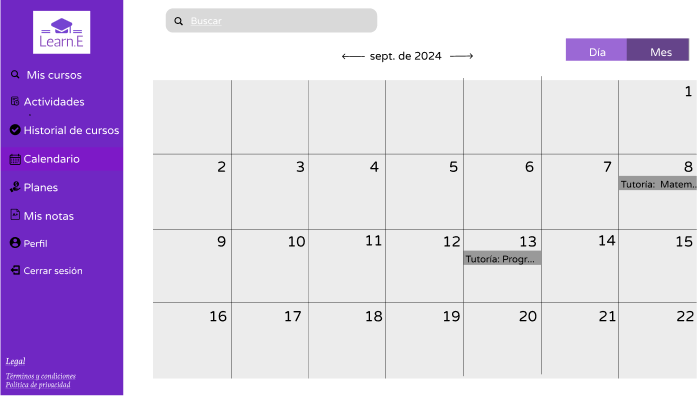 Learn.E
Mis cursos
Actividades
Historial de cursos
Calendario
Planes
Mis notas
Perfil
Cerrar sesión
Legal
Términos y condiciones
Política de privacidad
Buscar
sept. de 2024
Día
Mes
1
2 3 4 5 6 7 8
Tutoría: Matem...
9 10 11 12 13 14 15
Tutoría: Progr...
16 17 18 19 20 21 22